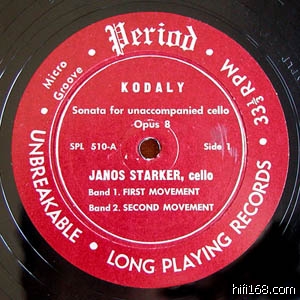 Period
Micro
Groove
33⅓ RPM
UNBREAKABLE • LONG PLAYING RECORDS •
KODALY
Sonata for unaccompanied cello
Opus 8
SPL 510-A Side 1
JANOS STARKER, cello
Band 1. FIRST MOVEMENT
Band 2. SECOND MOVEMENT
hifi168.com